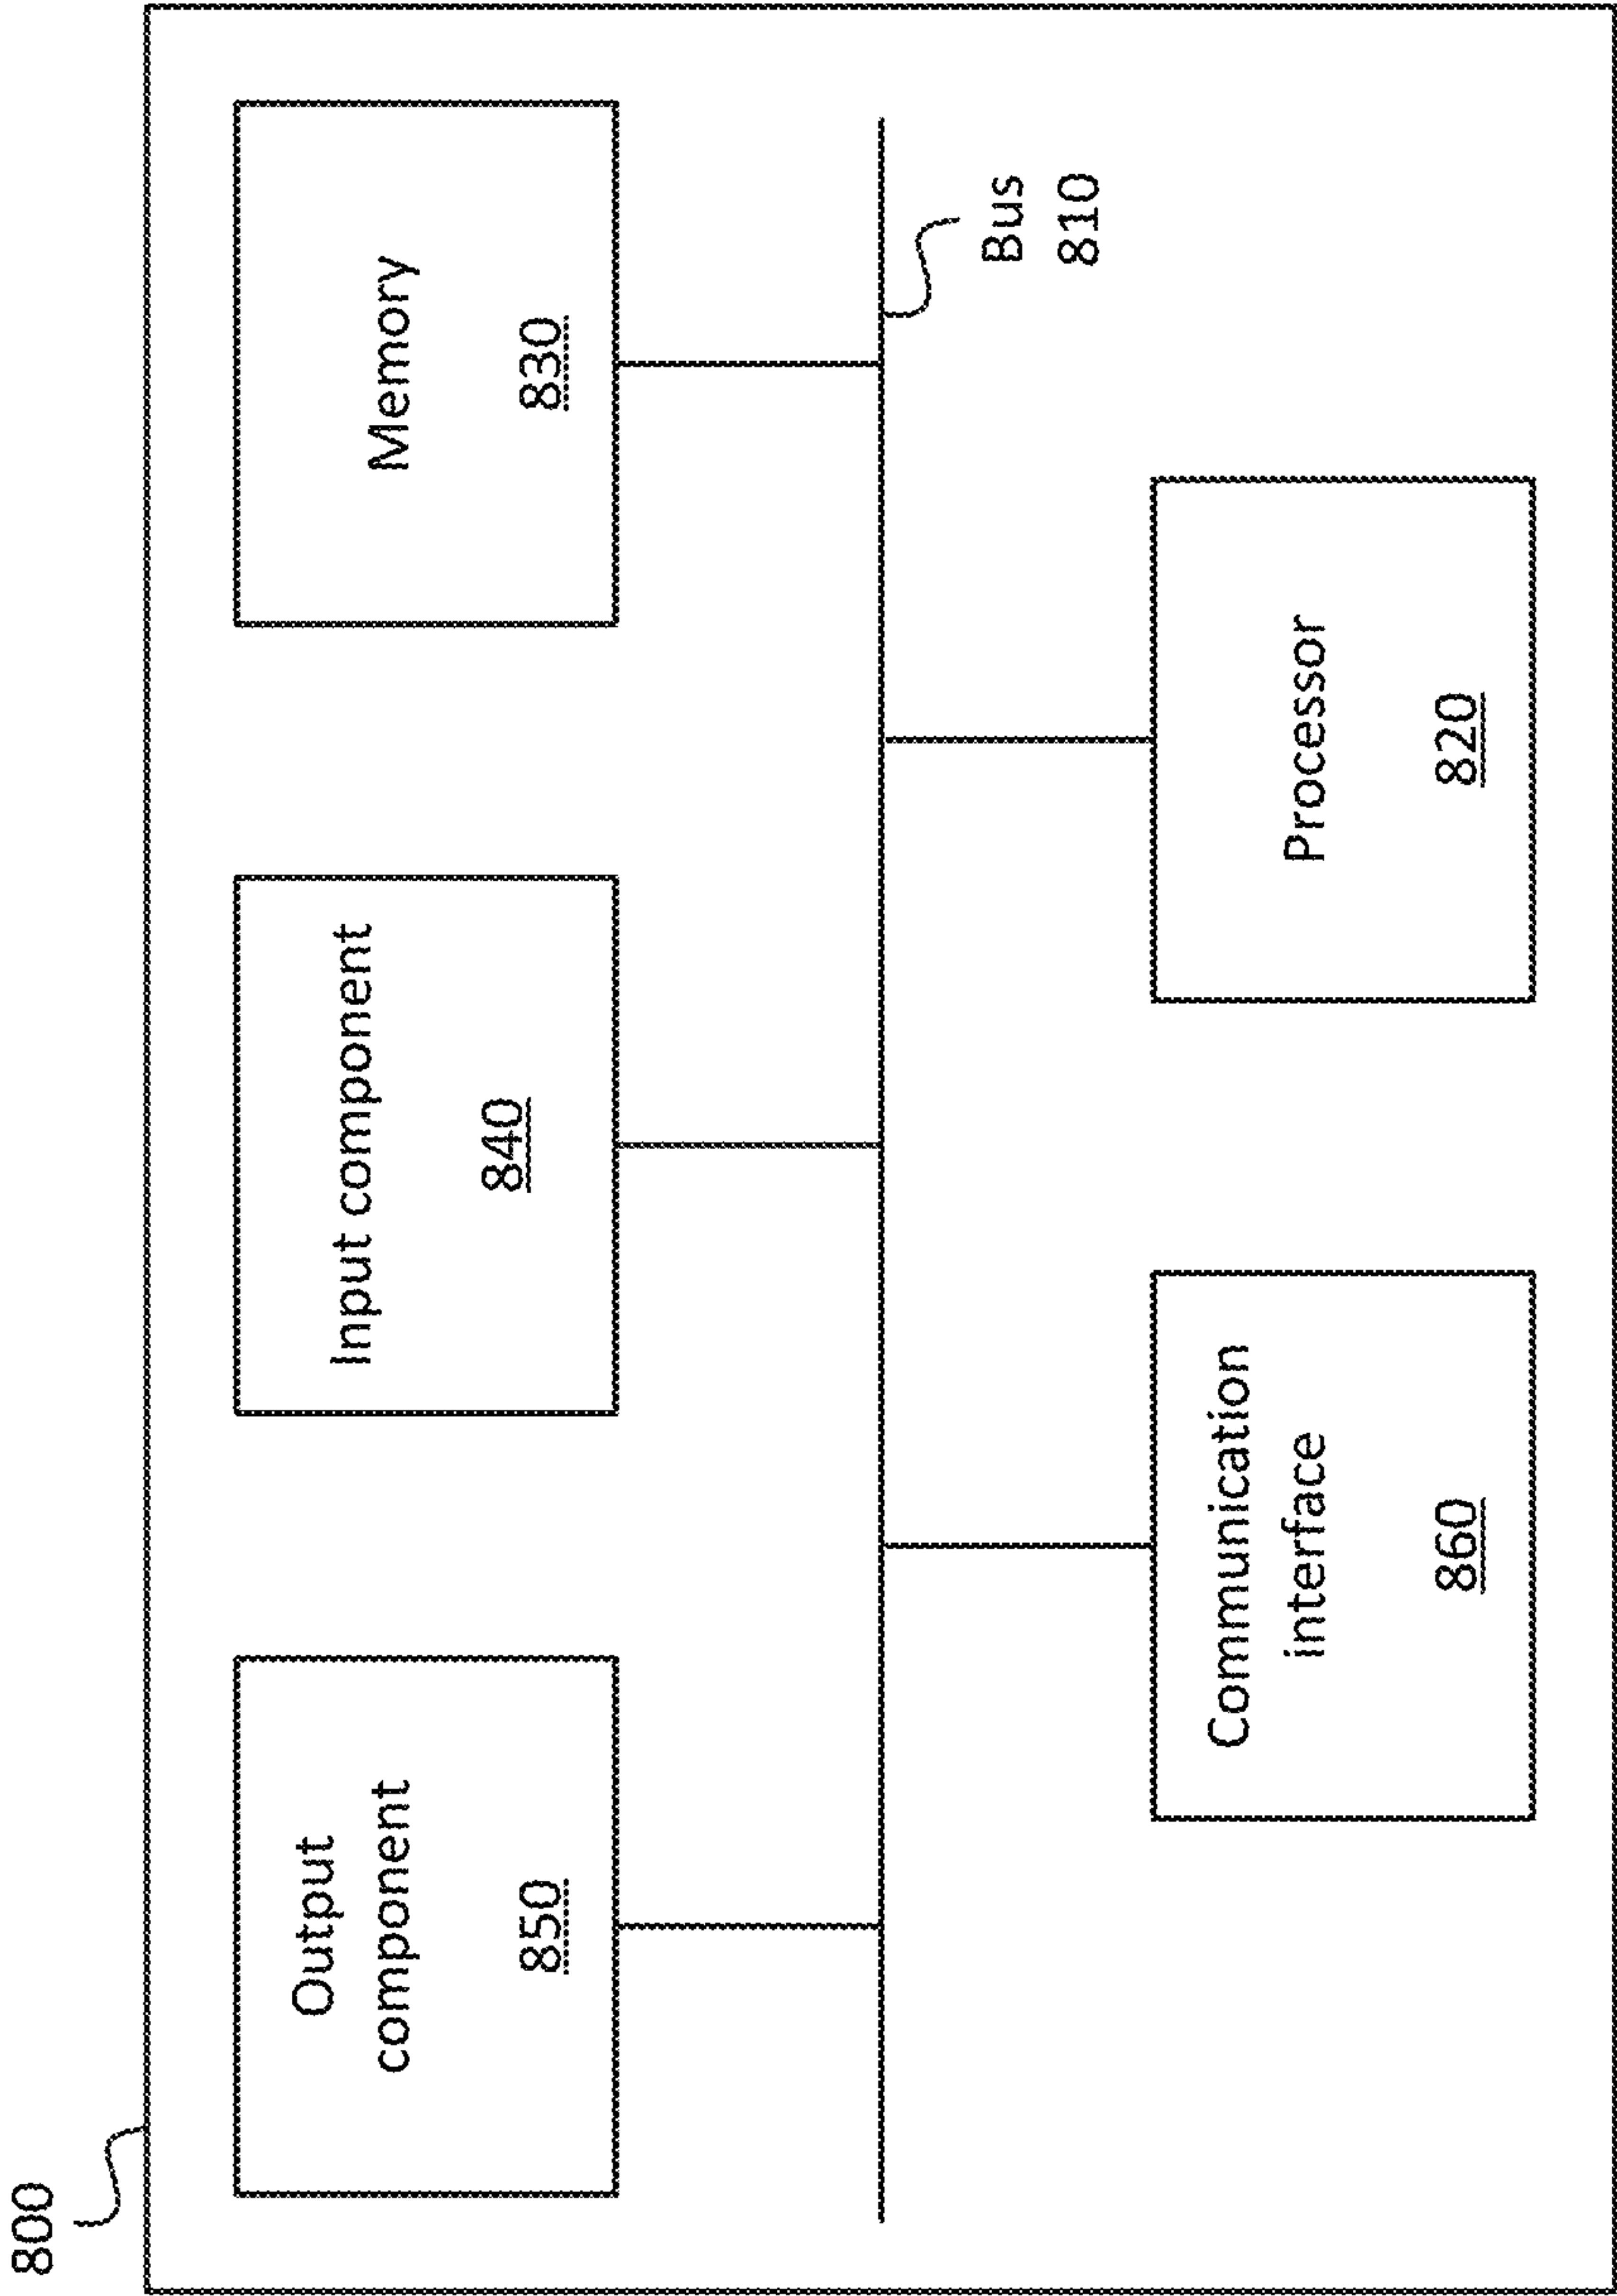 800
Output
component
850
Input component
840
Memory
830
Bus
810
Communication
interface
860
Processor
820